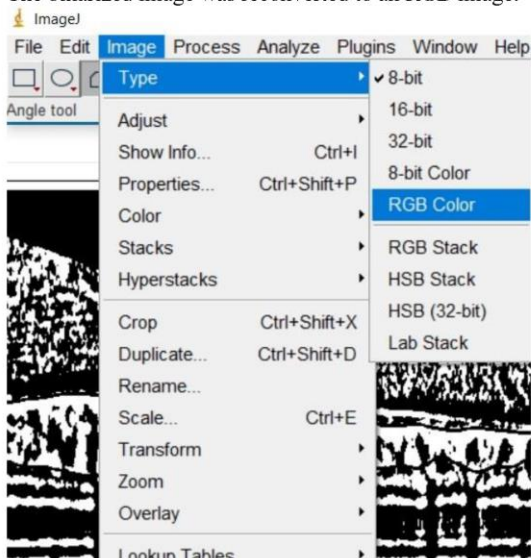 The binarized image was reconverted to an RGB image.
ImageJ
File Edit Image Process Analyze Plugins Window Help
Angle tool
Type
Adjust
Show Info... Ctrl+I
Properties... Ctrl+Shift+P
Color
Stacks
Hyperstacks
Crop Ctrl+Shift+X
Duplicate... Ctrl+Shift+D
Rename...
Scale... Ctrl+E
Transform
Zoom
Overlay
Lookup Tables
8-bit
16-bit
32-bit
8-bit Color
RGB Color
RGB Stack
HSB Stack
HSB (32-bit)
Lab Stack